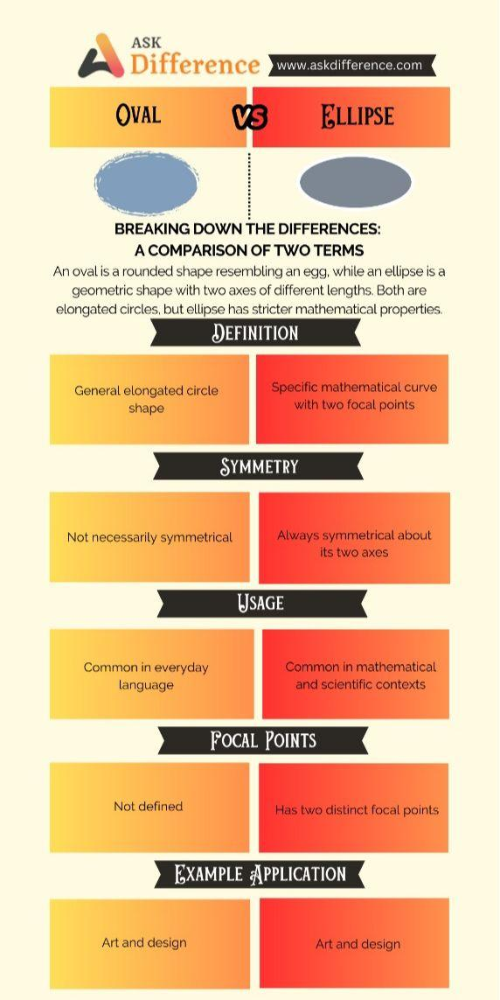 ASK
Difference
www.askdifference.com
OVAL
VS
ELLIPSE
BREAKING DOWN THE DIFFERENCES:
A COMPARISON OF TWO TERMS
An oval is a rounded shape resembling an egg, while an ellipse is a
geometric shape with two axes of different lengths. Both are
elongated circles, but ellipse has stricter mathematical properties.
DEFINITION
General elongated circle
shape
Specific mathematical curve
with two focal points
SYMMETRY
Not necessarily symmetrical
Always symmetrical about
its two axes
USAGE
Common in everyday
language
Common in mathematical
and scientific contexts
FOCAL POINTS
Not defined
Has two distinct focal points
EXAMPLE APPLICATION
Art and design
Art and design